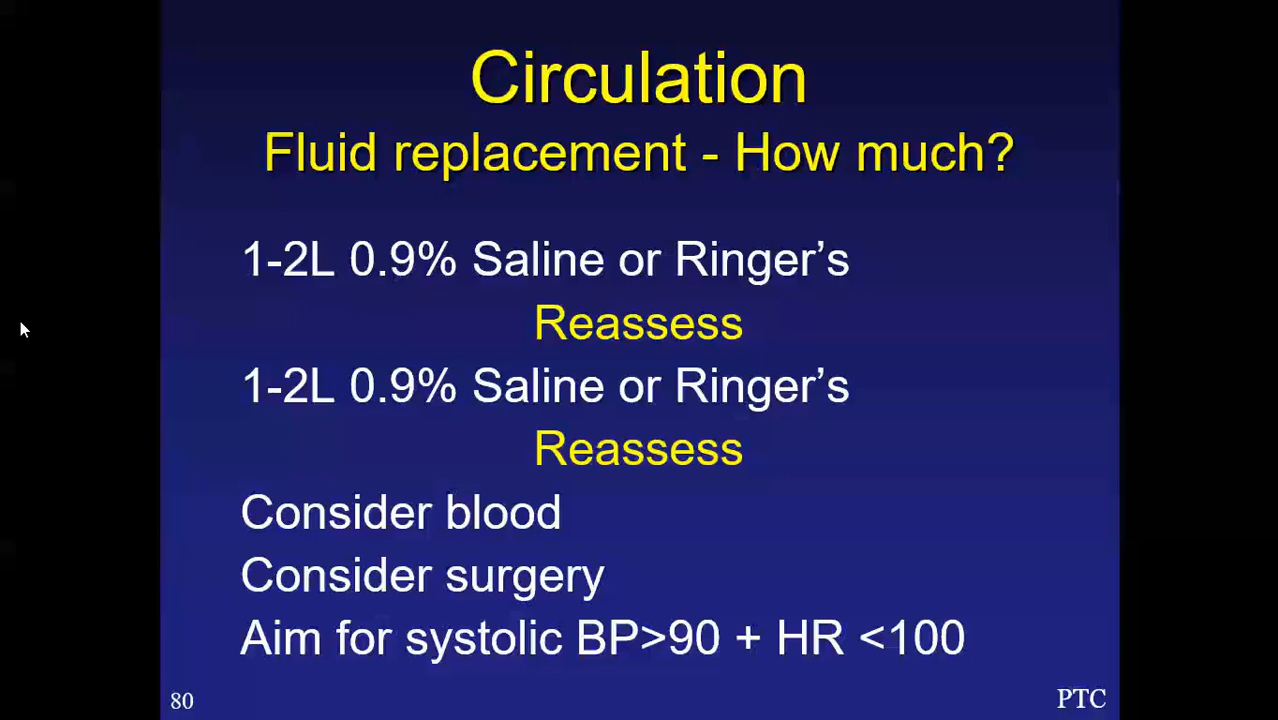 Circulation
Fluid replacement - How much?
1-2L 0.9% Saline or Ringer’s
Reassess
1-2L 0.9% Saline or Ringer’s
Reassess
Consider blood
Consider surgery
Aim for systolic BP>90 + HR <100
80
PTC